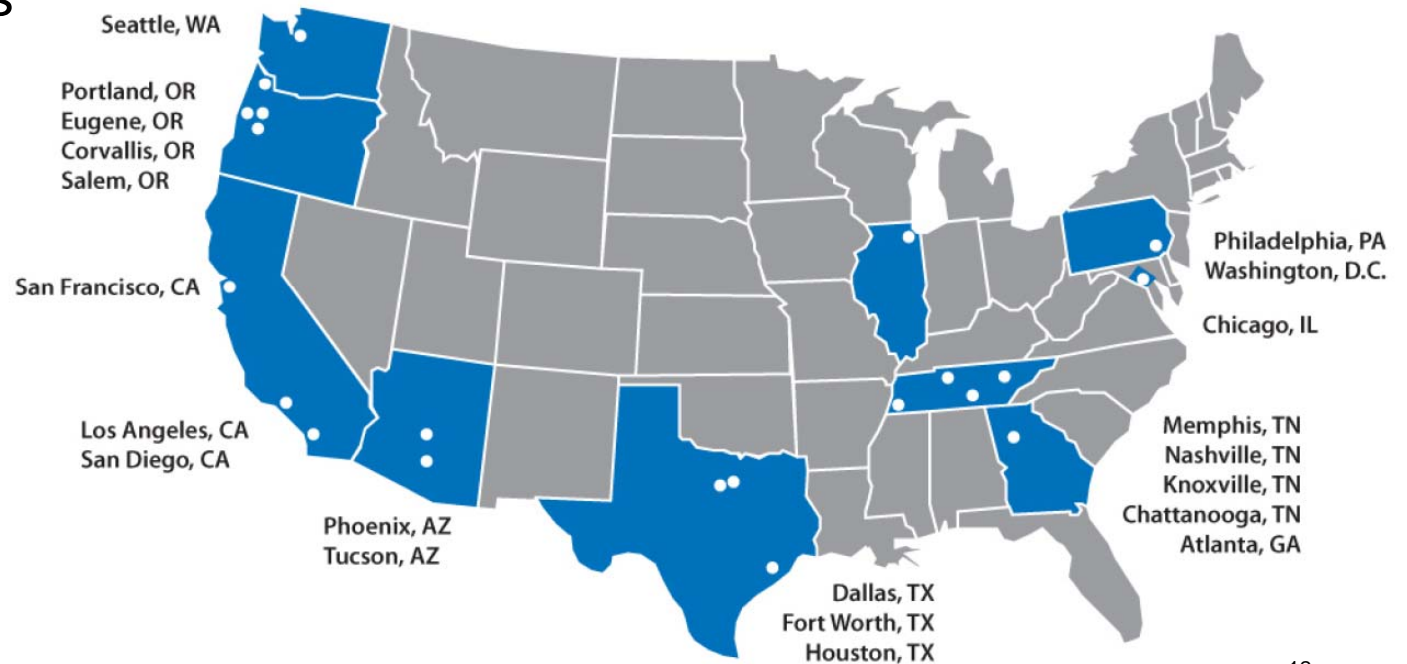 s
Seattle, WA
Portland, OR
Eugene, OR
Corvallis, OR
Salem, OR
San Francisco, CA
Los Angeles, CA
San Diego, CA
Phoenix, AZ
Tucson, AZ
Dallas, TX
Fort Worth, TX
Houston, TX
Philadelphia, PA
Washington, D.C.
Chicago, IL
Memphis, TN
Nashville, TN
Knoxville, TN
Chattanooga, TN
Atlanta, GA